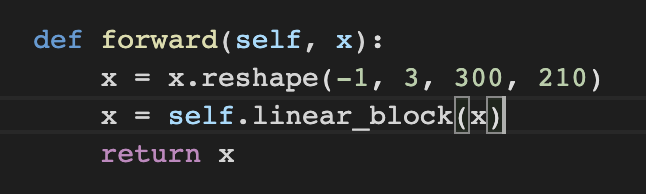 def forward(self, x):
    x = x.reshape(-1, 3, 300, 210)
    x = self.linear_block(x)
    return x